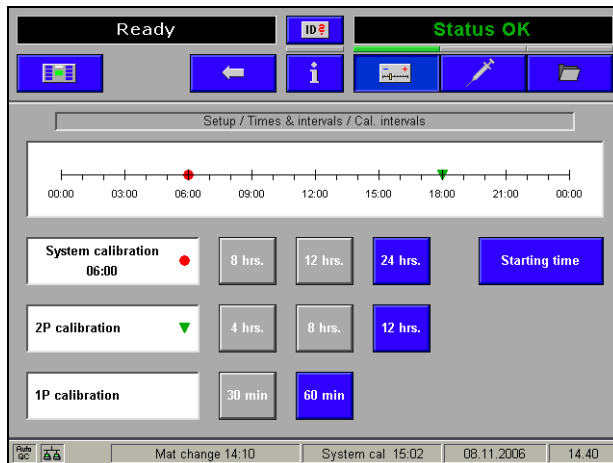 Ready
ID
Status OK
i
Setup / Times & intervals / Cal. intervals
00:00 03:00 06:00 09:00 12:00 15:00 18:00 21:00 00:00
System calibration
06:00
8 hrs. 12 hrs. 24 hrs. Starting time
2P calibration 4 hrs. 8 hrs. 12 hrs.
1P calibration 30 min 60 min
Auto
QC
Mat change 14:10 System cal 15:02 08.11.2006 14.40